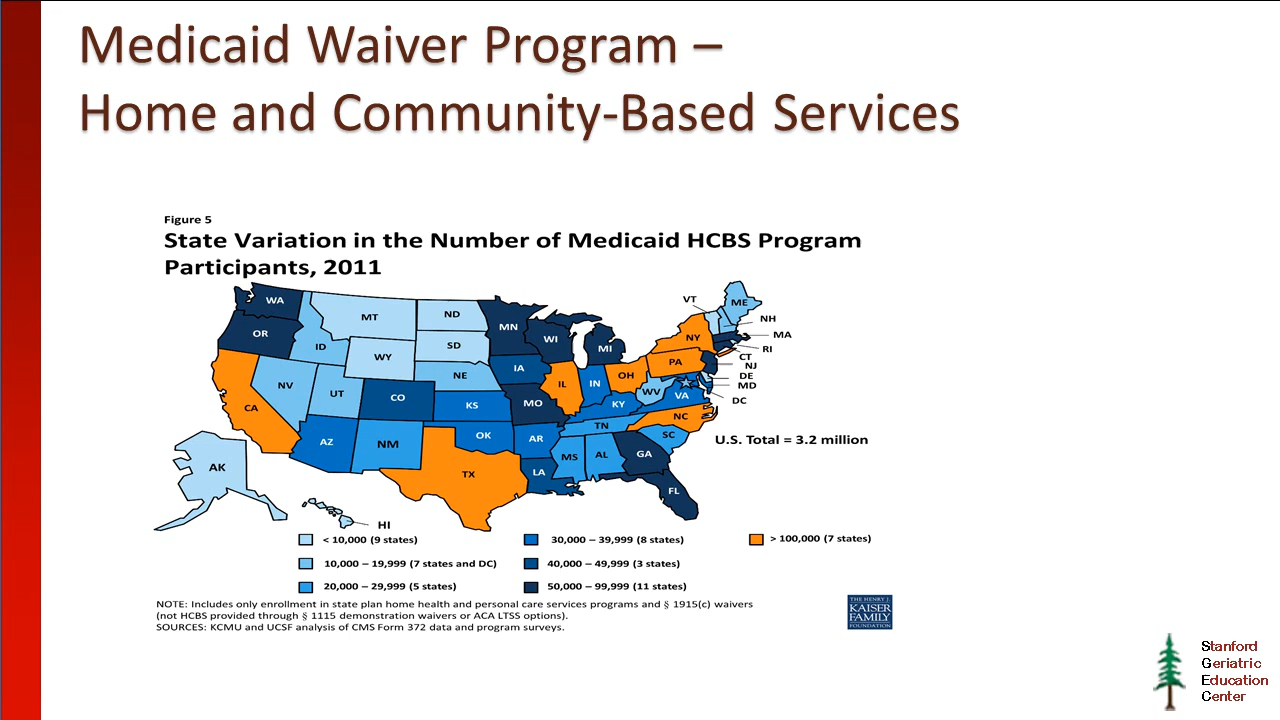 Medicaid Waiver Program –
Home and Community-Based Services
Figure 5
State Variation in the Number of Medicaid HCBS Program
Participants, 2011
WA
OR
CA
NV
ID
MT
WY
UT
AZ
CO
NM
ND
SD
NE
KS
OK
TX
MN
IA
MO
AR
LA
WI
IL
MI
IN
OH
KY
TN
MS
AL
GA
FL
SC
NC
VA
WV
PA
NY
VT
ME
NH
MA
RI
CT
NJ
DE
MD
DC
AK
HI
U.S. Total = 3.2 million
< 10,000 (9 states)
10,000 – 19,999 (7 states and DC)
20,000 – 29,999 (5 states)
30,000 – 39,999 (8 states)
40,000 – 49,999 (3 states)
50,000 – 99,999 (11 states)
> 100,000 (7 states)
NOTE: Includes only enrollment in state plan home health and personal care services programs and § 1915(c) waivers
(not HCBS provided through § 1115 demonstration waivers or ACA LTSS options).
SOURCES: KCMU and UCSF analysis of CMS Form 372 data and program surveys.
THE HENRY J.
KAISER
FAMILY
FOUNDATION
Stanford
Geriatric
Education
Center